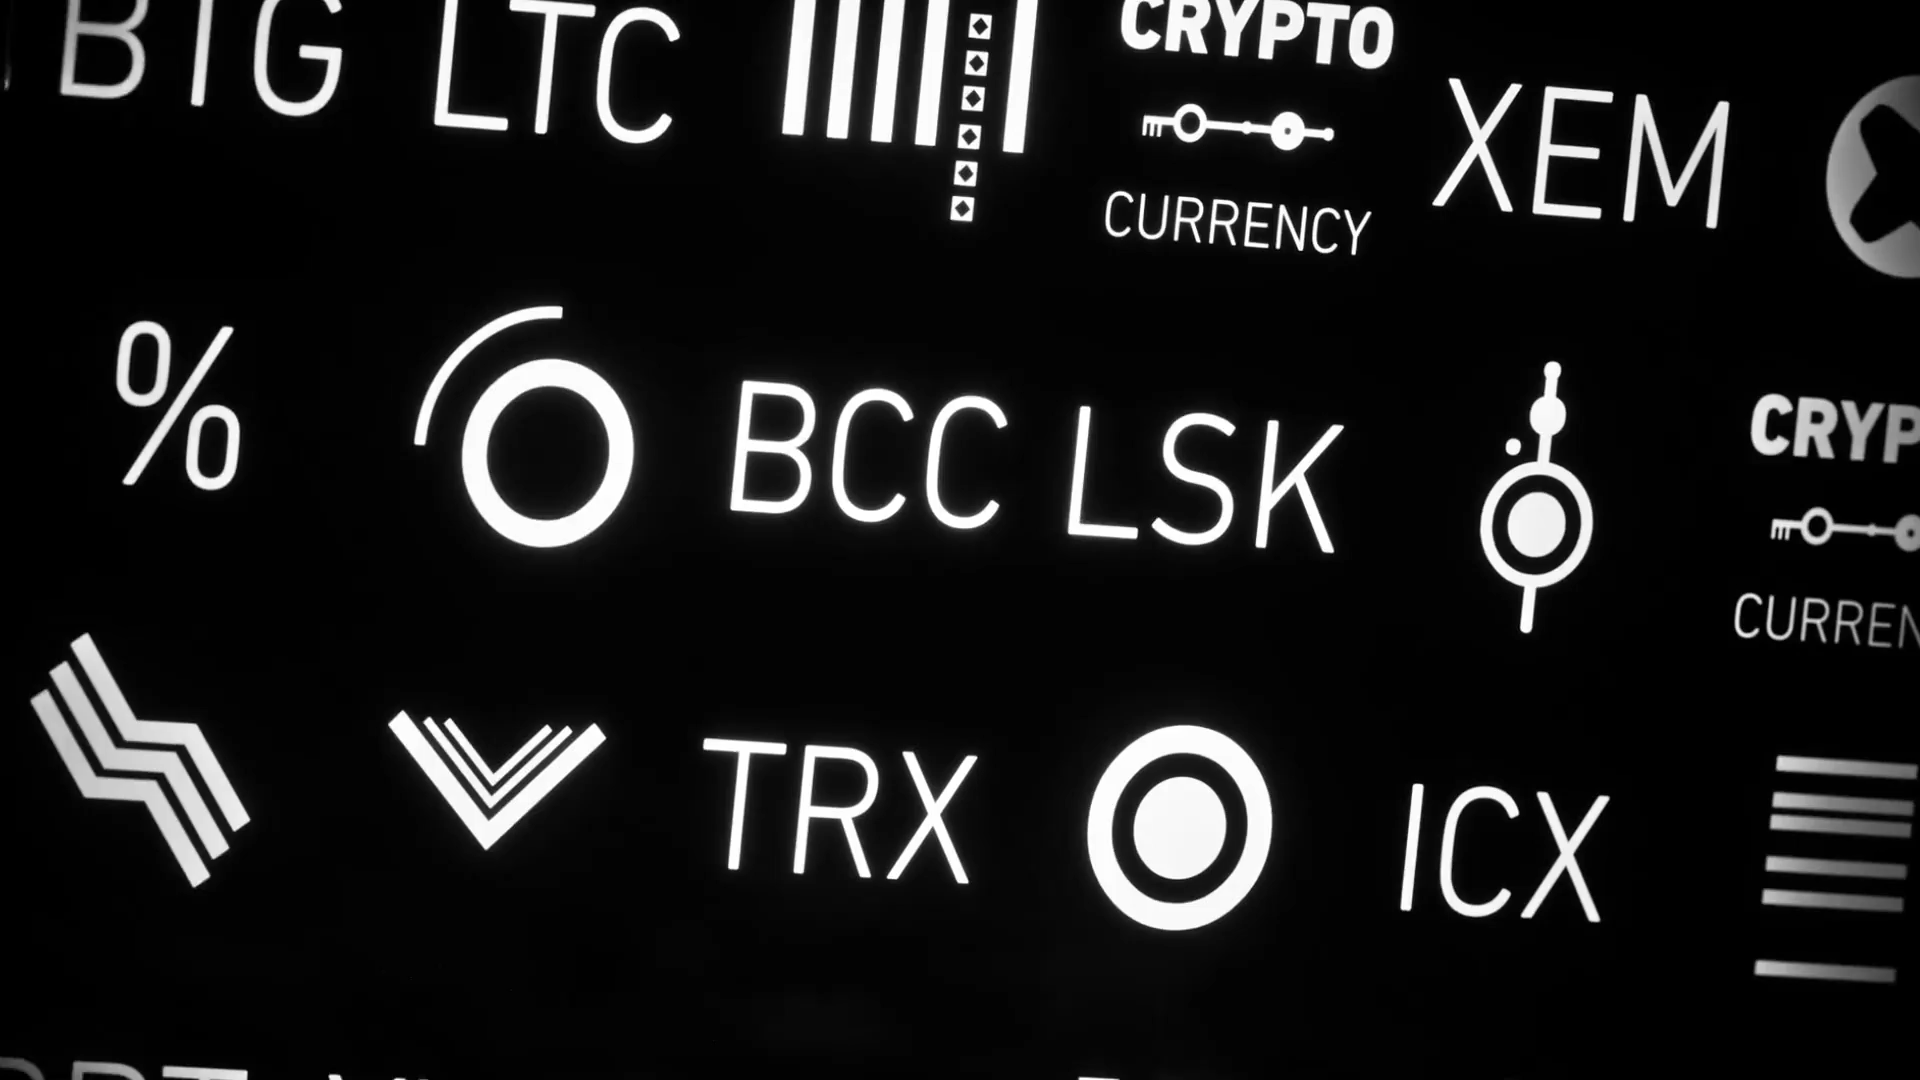 BTG LTC CRYPTO XEM
CURRENCY
% BCC LSK CRYP
CURREN
TRX ICX